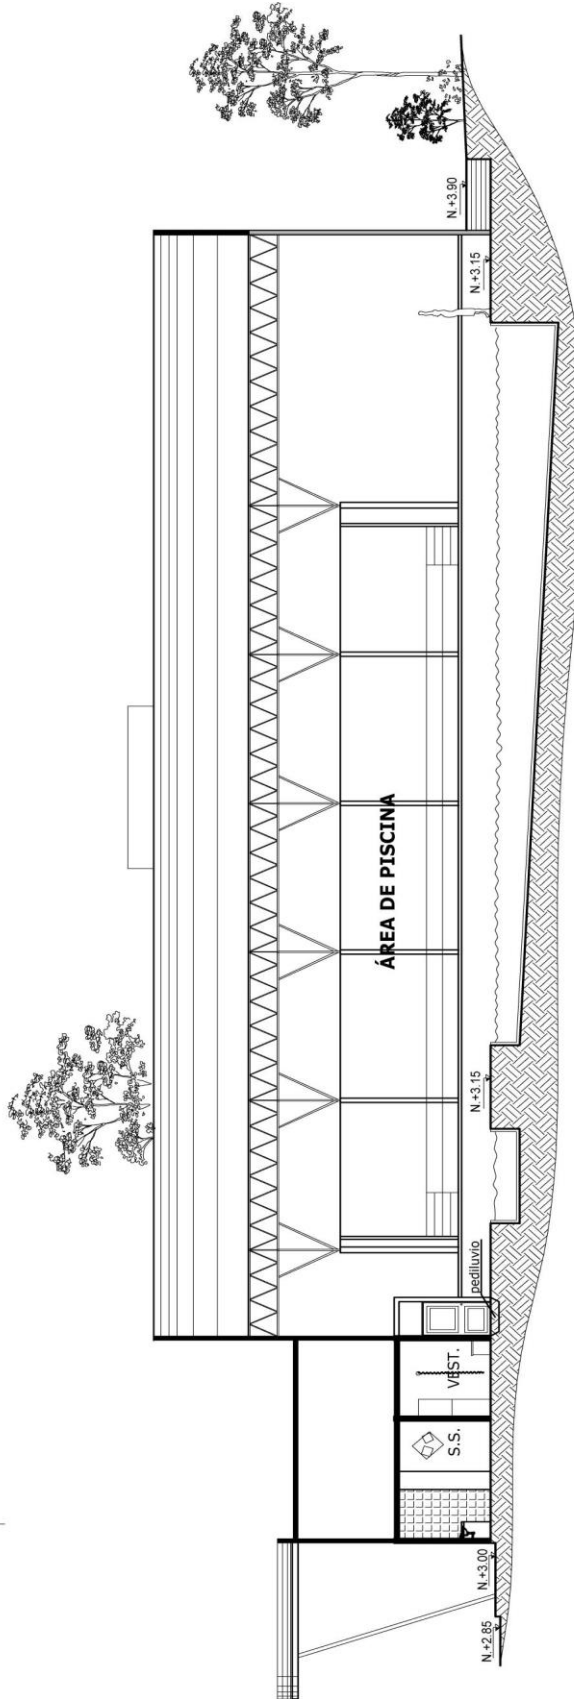 N.+2.85
N.+3.00
S.S.
VEST.
pediluvio
N.+3.15
ÁREA DE PISCINA
N.+3.15
N.+3.90